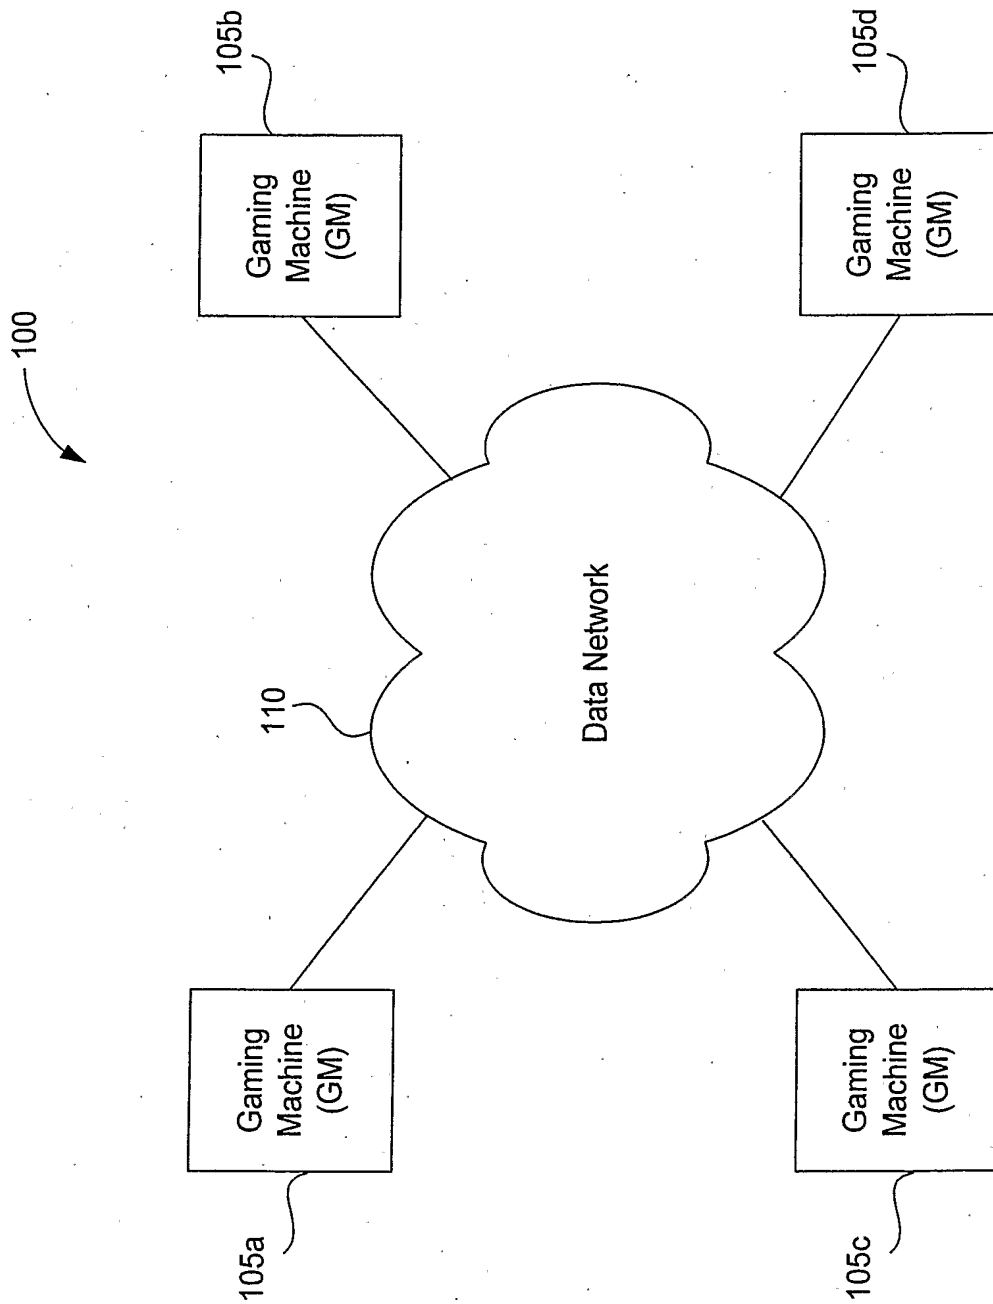 100
105a
Gaming
Machine
(GM)
105b
Gaming
Machine
(GM)
110
Data Network
105c
Gaming
Machine
(GM)
105d
Gaming
Machine
(GM)